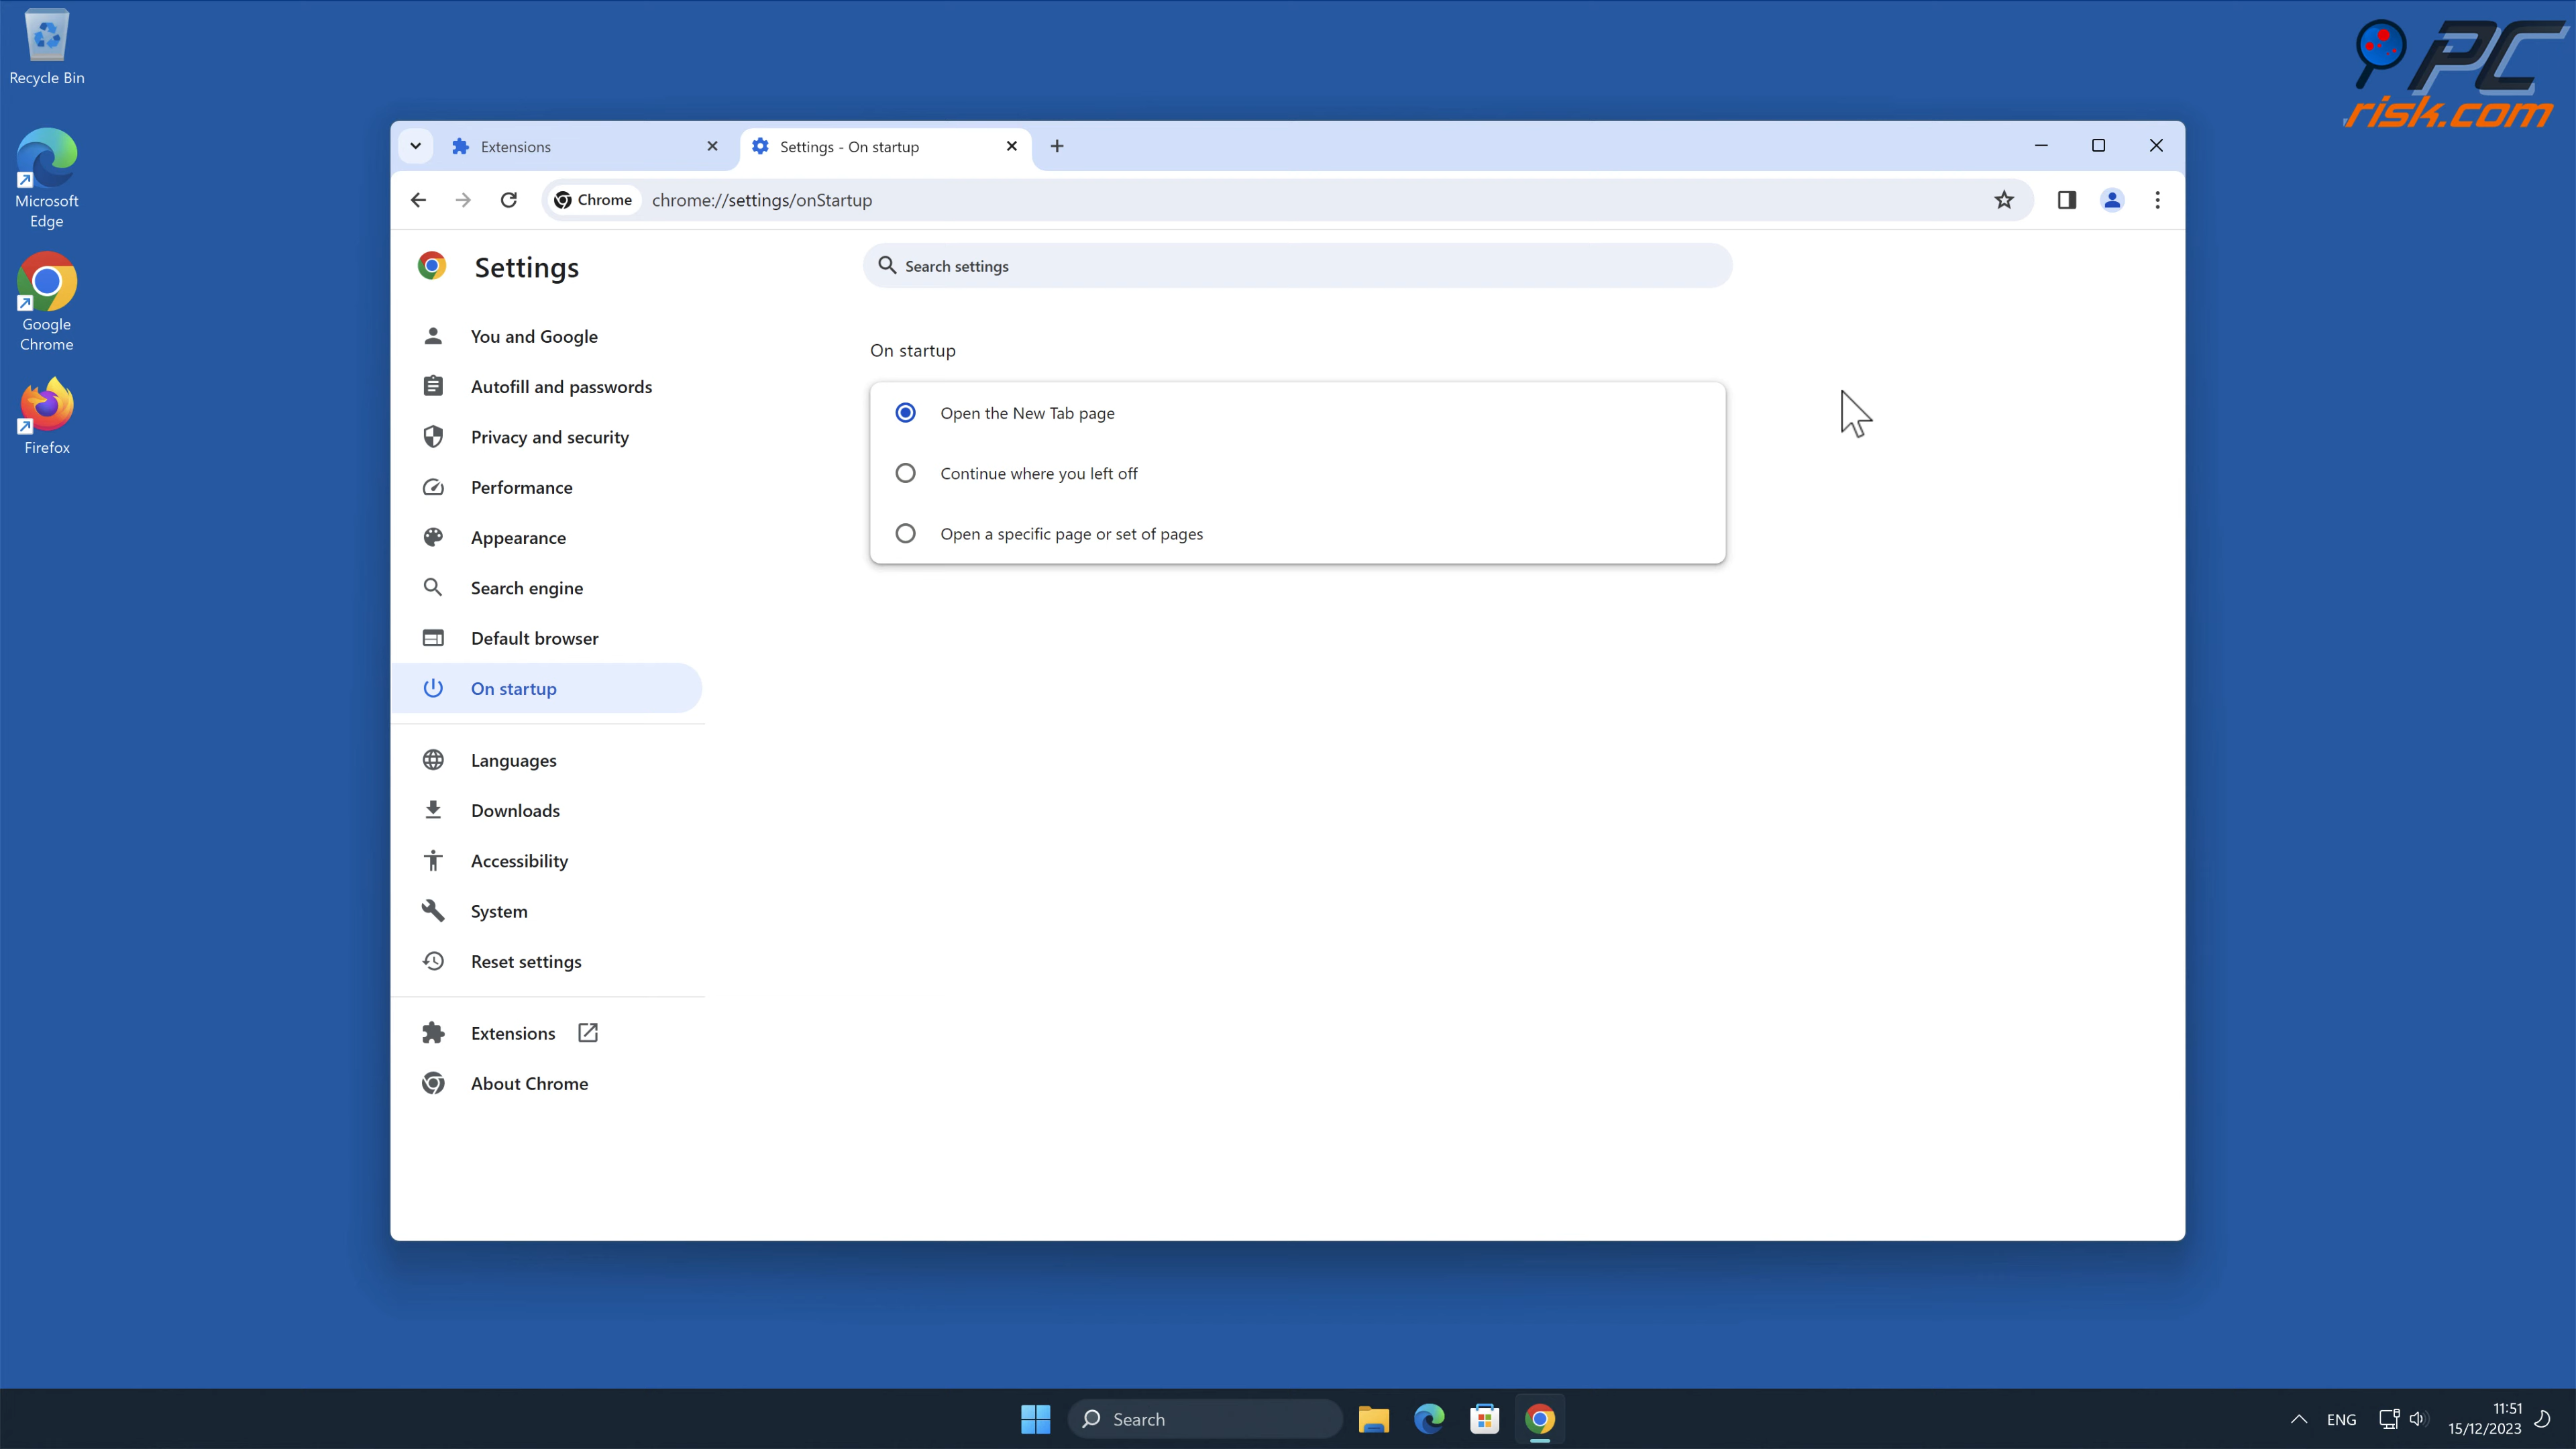 Recycle Bin
Microsoft
Edge
Google
Chrome
Firefox
PC
risk.com
Extensions
Settings - On startup
Chrome
chrome://settings/onStartup
Settings
Search settings
You and Google
Autofill and passwords
Privacy and security
Performance
Appearance
Search engine
Default browser
On startup
Languages
Downloads
Accessibility
System
Reset settings
Extensions
About Chrome
On startup
Open the New Tab page
Continue where you left off
Open a specific page or set of pages
Search
ENG
11:51
15/12/2023